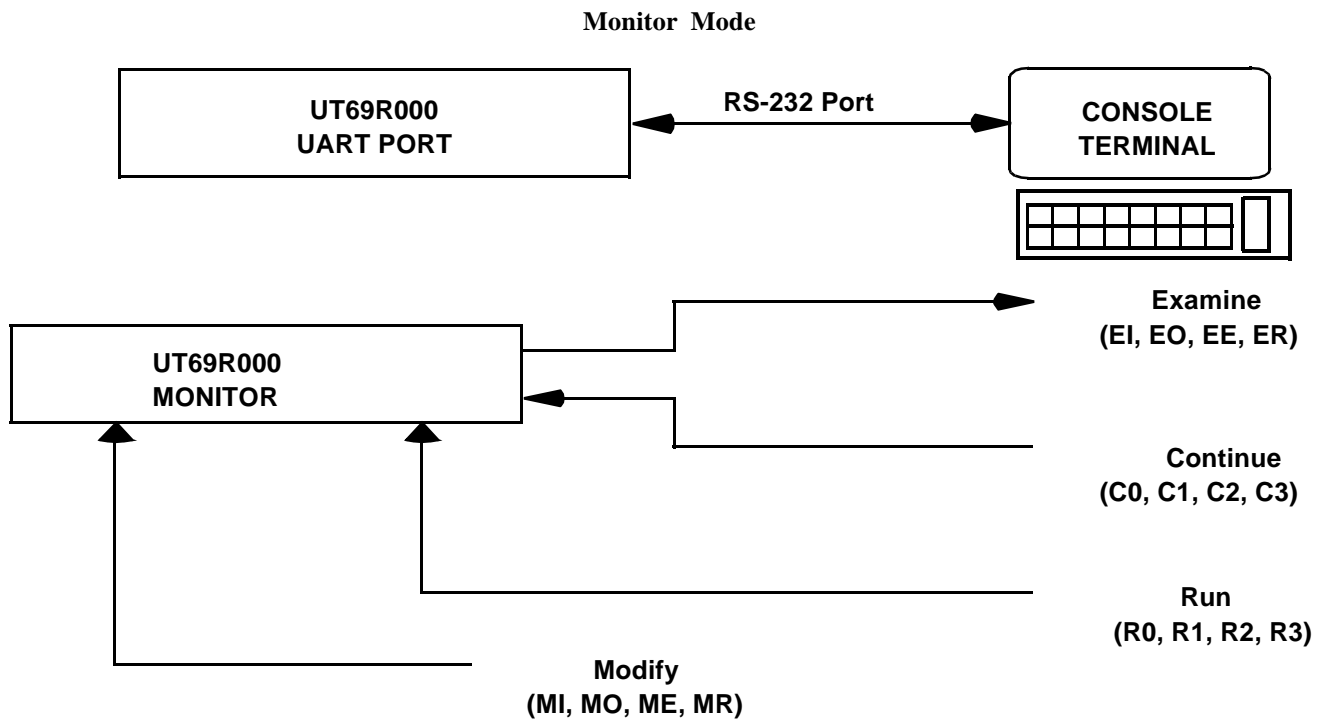 Monitor Mode
UT69R000
UART PORT
RS-232 Port
CONSOLE
TERMINAL
Examine
(EI, EO, EE, ER)
UT69R000
MONITOR
Continue
(C0, C1, C2, C3)
Run
(R0, R1, R2, R3)
Modify
(MI, MO, ME, MR)